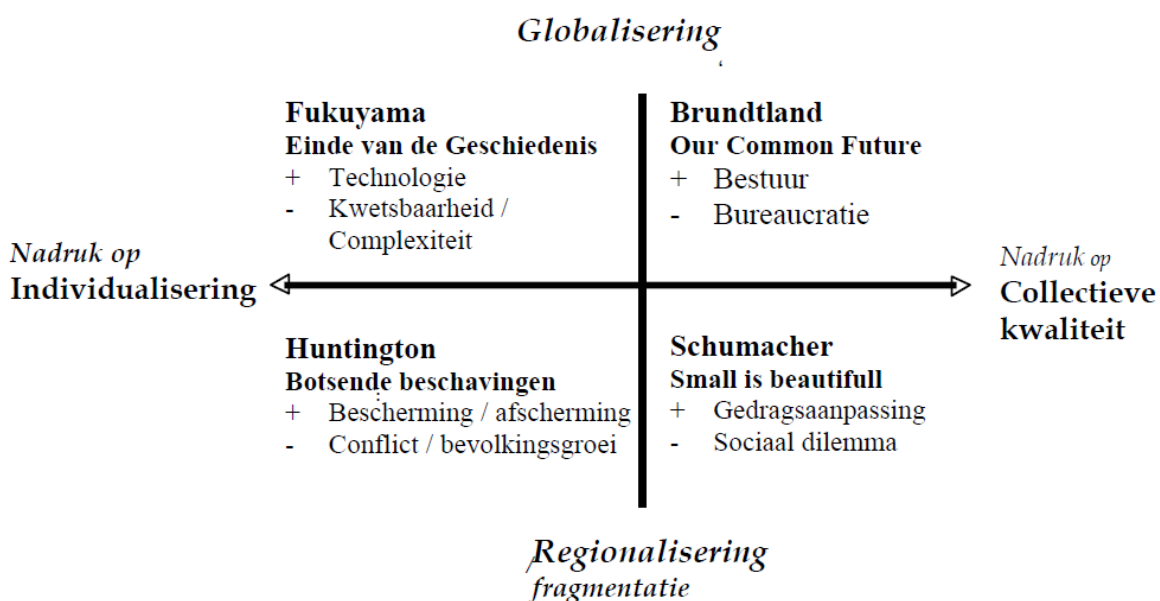 Globalisering
Fukuyama
Einde van de Geschiedenis
+ Technologie
- Kwetsbaarheid /
Complexiteit
Brundtland
Our Common Future
+ Bestuur
- Bureaucratie
Nadruk op
Individualisering
Nadruk op
Collectieve
kwaliteit
Huntington
Botsende beschavingen
+ Bescherming / afscherming
- Conflict / bevolkingsgroei
Schumacher
Small is beautifull
+ Gedragsaanpassing
- Sociaal dilemma
/Regionalisering
fragmentatie